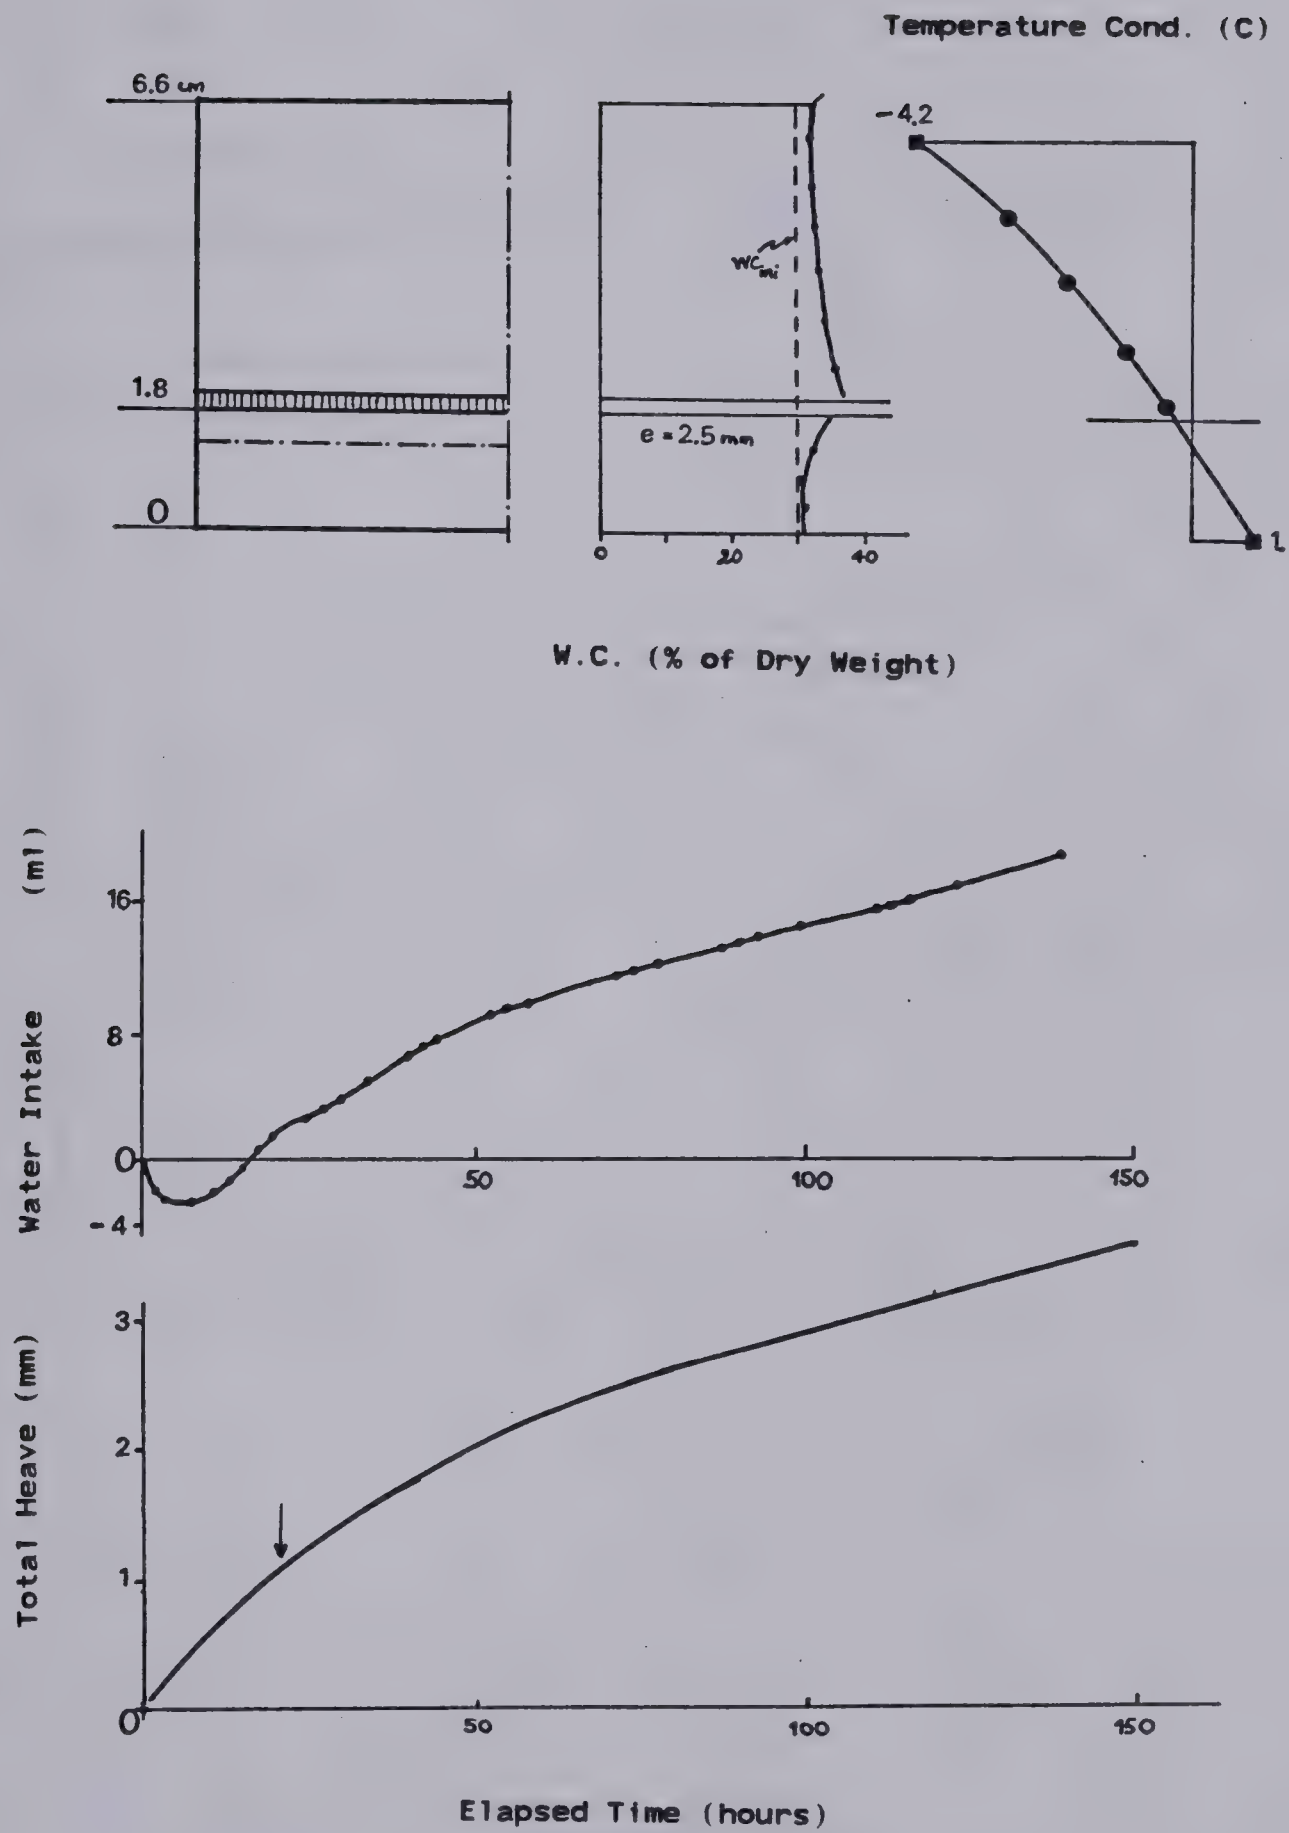 Temperature Cond. (C)
6.6 cm
-4.2
WCmi
1.8
e = 2.5 mm
0
1
0 20 40
W.C. (% of Dry Weight)
Water Intake (ml)
16
8
0
-4
50 100 150
Total Heave (mm)
3
2
1
0
50 100 150
Elapsed Time (hours)